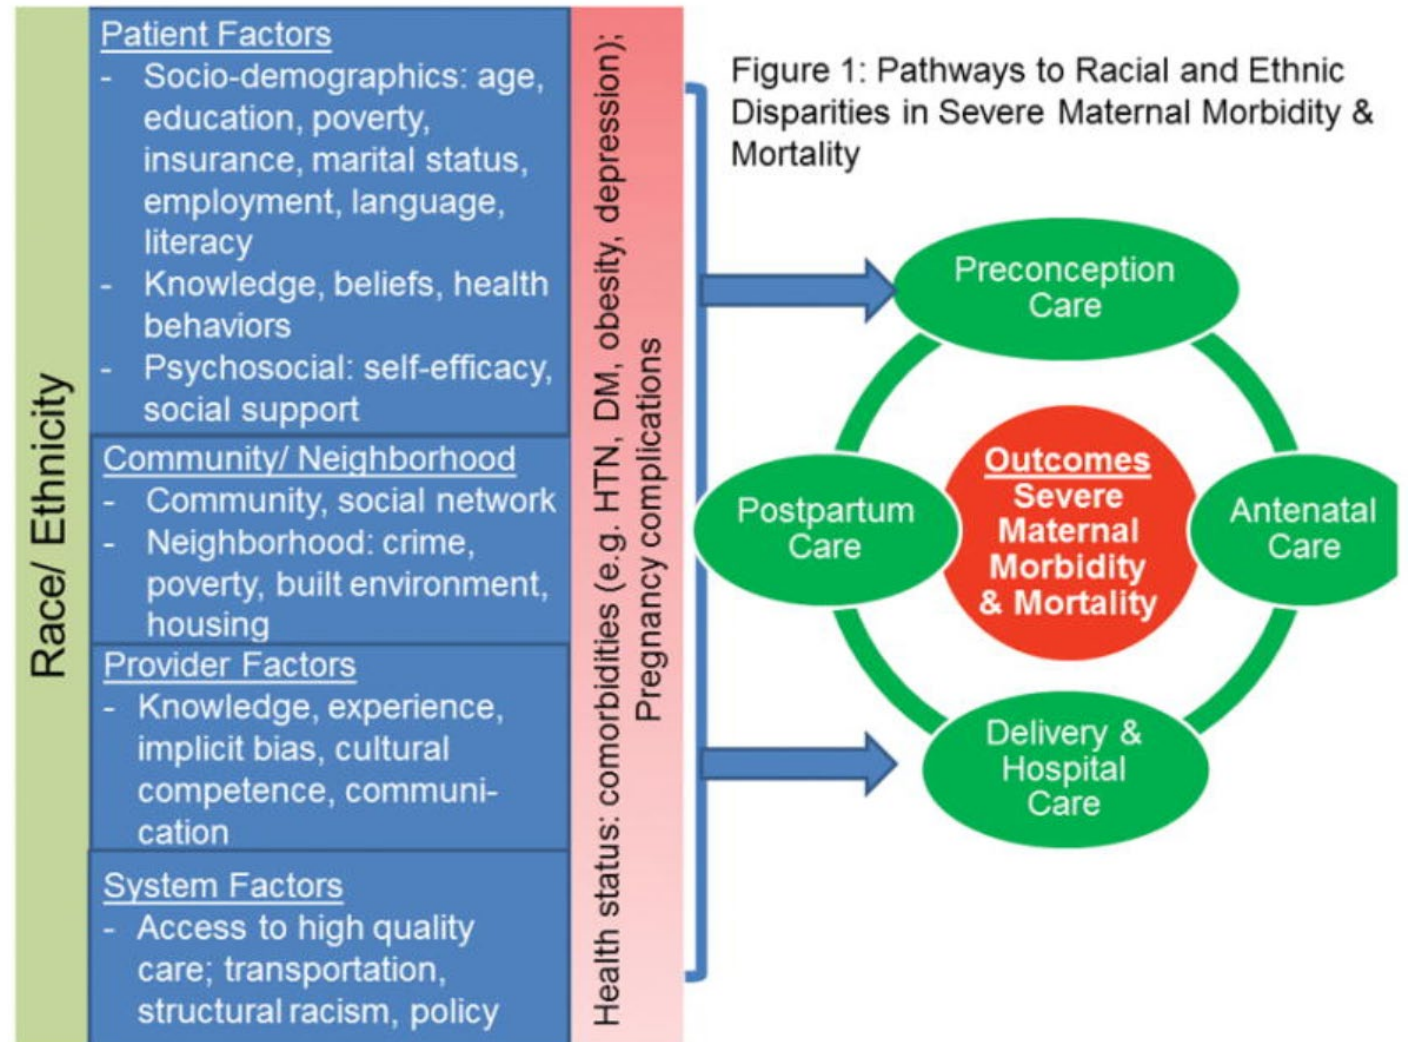 Race/ Ethnicity
Patient Factors
- Socio-demographics: age,
education, poverty,
insurance, marital status,
employment, language,
literacy
- Knowledge, beliefs, health
behaviors
- Psychosocial: self-efficacy,
social support
Community/ Neighborhood
- Community, social network
- Neighborhood: crime,
poverty, built environment,
housing
Provider Factors
- Knowledge, experience,
implicit bias, cultural
competence, communi-
cation
System Factors
- Access to high quality
care; transportation,
structural racism, policy
Health status: comorbidities (e.g. HTN, DM, obesity, depression);
Pregnancy complications
Figure 1: Pathways to Racial and Ethnic
Disparities in Severe Maternal Morbidity &
Mortality
Preconception
Care
Postpartum
Care
Outcomes
Severe
Maternal
Morbidity
& Mortality
Antenatal
Care
Delivery &
Hospital
Care